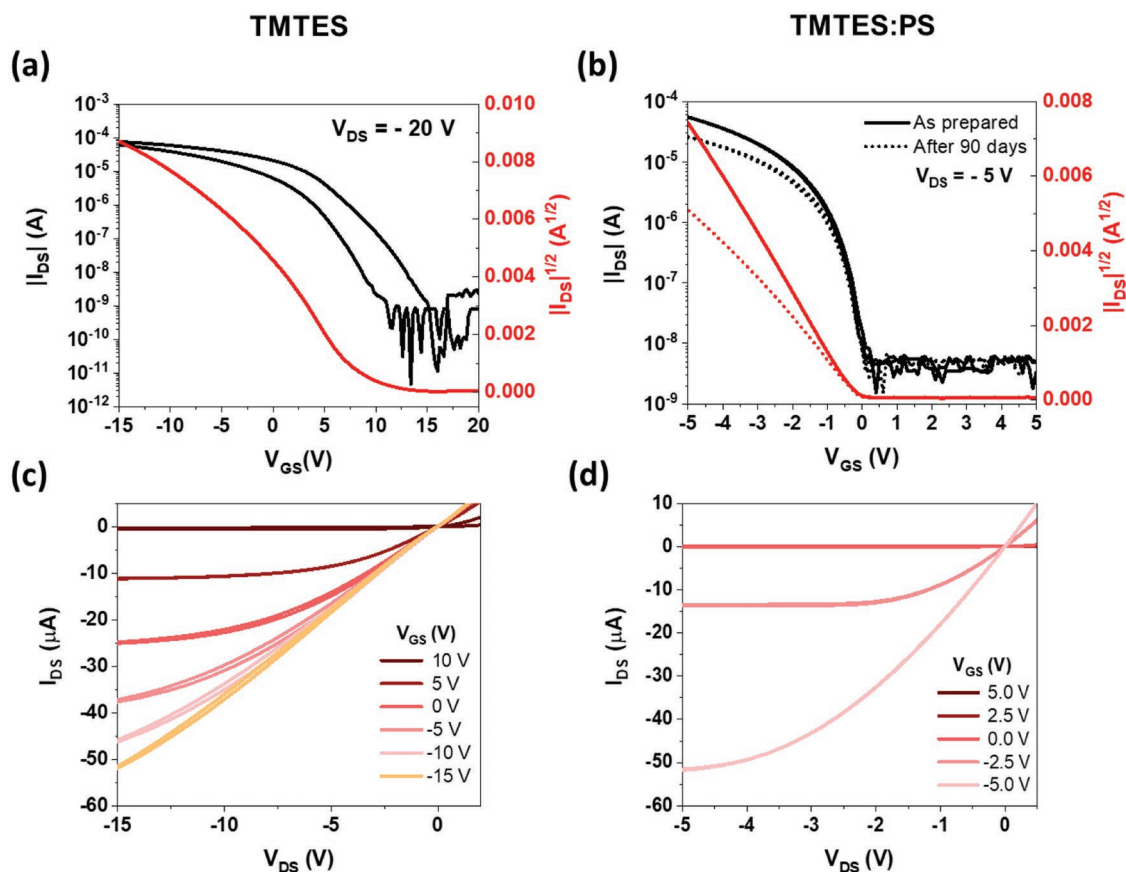 TMTES
TMTES:PS
(a)
V_DS = - 20 V
10^-3
10^-4
10^-5
10^-6
10^-7
10^-8
10^-9
10^-10
10^-11
10^-12
|I_DS| (A)
0.010
0.008
0.006
0.004
0.002
0.000
|I_DS|^1/2 (A^1/2)
-15 -10 -5 0 5 10 15 20
V_GS(V)
(b)
As prepared
After 90 days
V_DS = - 5 V
10^-4
10^-5
10^-6
10^-7
10^-8
10^-9
|I_DS| (A)
0.008
0.006
0.004
0.002
0.000
|I_DS|^1/2 (A^1/2)
-5 -4 -3 -2 -1 0 1 2 3 4 5
V_GS (V)
(c)
0
-10
-20
-30
-40
-50
-60
I_DS (μA)
V_GS (V)
10 V
5 V
0 V
-5 V
-10 V
-15 V
-15 -10 -5 0
V_DS (V)
(d)
10
0
-10
-20
-30
-40
-50
-60
I_DS (μA)
V_GS (V)
5.0 V
2.5 V
0.0 V
-2.5 V
-5.0 V
-5 -4 -3 -2 -1 0
V_DS (V)